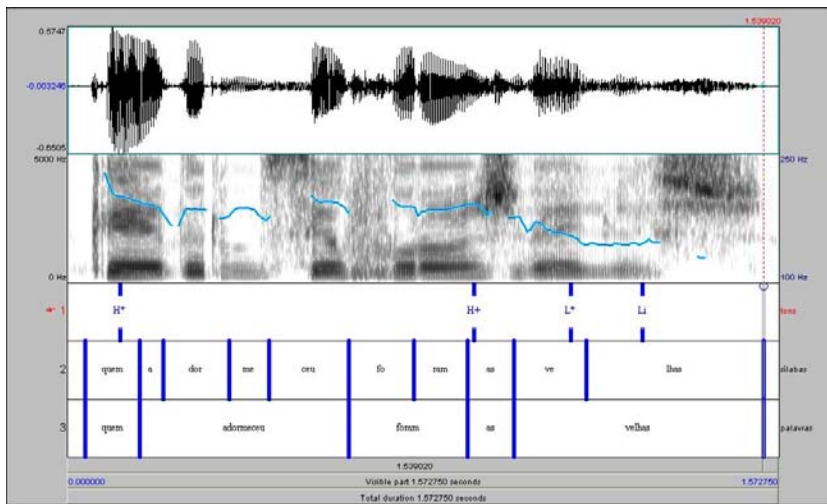 1.539020
0.5747
-0.003246
-0.6505
5000 Hz 250 Hz
0 Hz 100 Hz
1 H* H+ L* Li tons
2 quem a dor me ceu fo ram as ve lhas sílabas
3 quem adormeceu foram as velhas palavras
1.539020
0.000000 Visible part 1.572750 seconds 1.572750
Total duration 1.572750 seconds